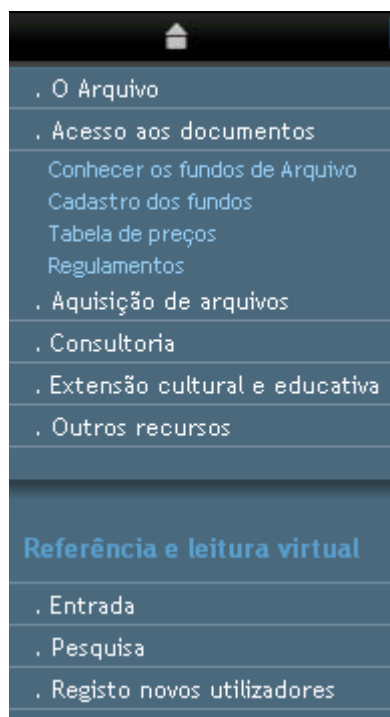 . O Arquivo
. Acesso aos documentos
Conhecer os fundos de Arquivo
Cadastro dos fundos
Tabela de preços
Regulamentos
. Aquisição de arquivos
. Consultoria
. Extensão cultural e educativa
. Outros recursos
Referência e leitura virtual
. Entrada
. Pesquisa
. Registo novos utilizadores